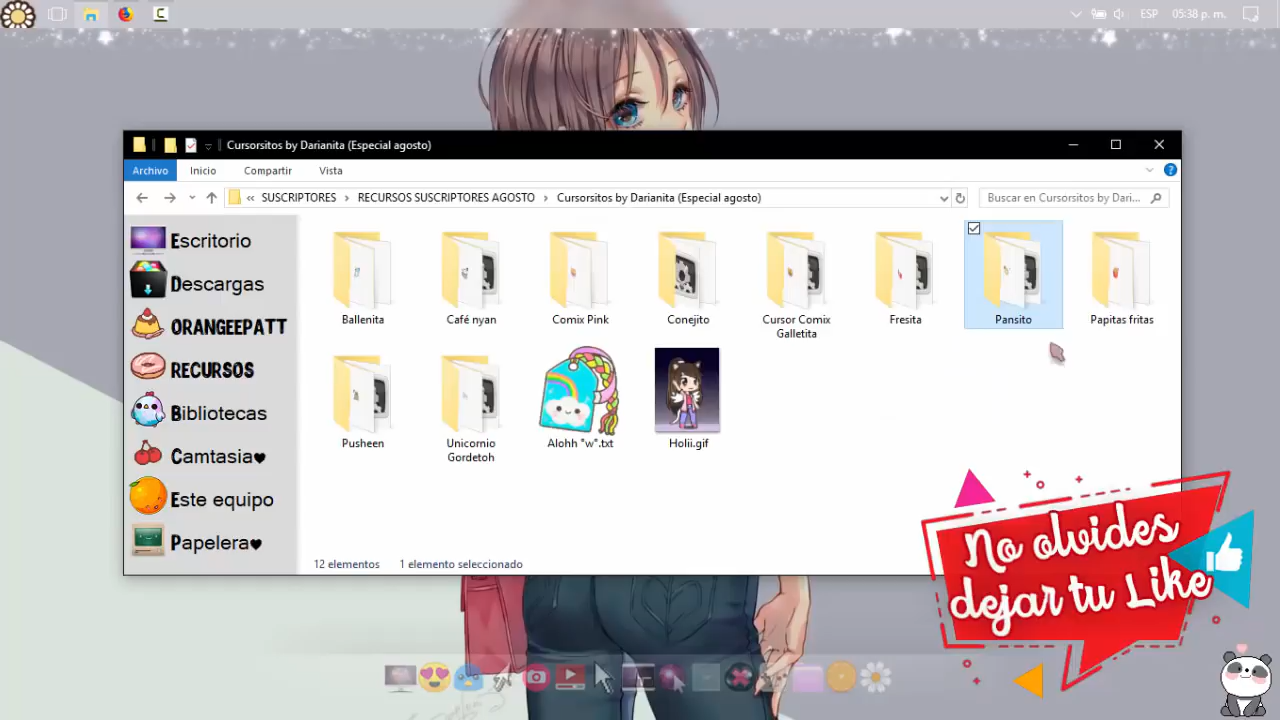 ESP 05:38 p. m.
Cursorsitos by Darianita (Especial agosto)
Archivo Inicio Compartir Vista
« SUSCRIPTORES › RECURSOS SUSCRIPTORES AGOSTO › Cursorsitos by Darianita (Especial agosto)
Buscar en Cursorsitos by Dari...
Escritorio
Descargas
ORANGEEPATT
RECURSOS
Bibliotecas
Camtasia♥
Este equipo
Papelera♥
Ballenita
Café nyan
Comix Pink
Conejito
Cursor Comix
Galletita
Fresita
Pansito
Papitas fritas
Pusheen
Unicornio
Gordetoh
Alohh "w".txt
Holii.gif
12 elementos 1 elemento seleccionado
No olvides
dejar tu Like